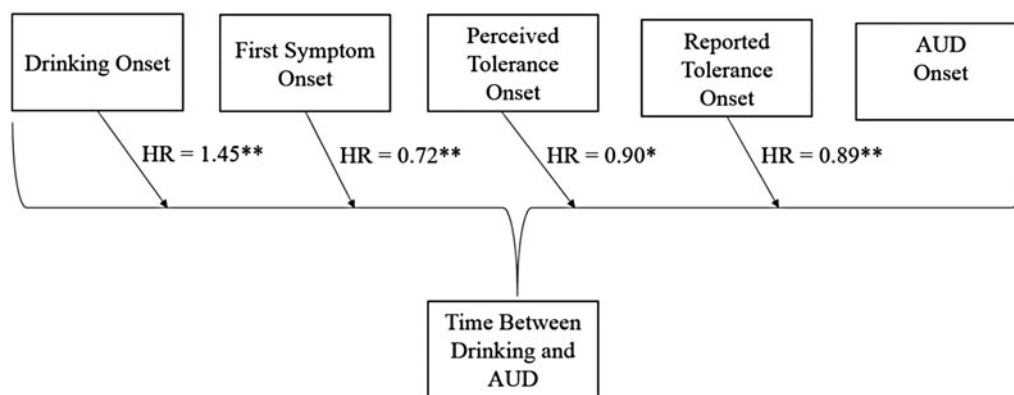 Drinking Onset
First Symptom
Onset
Perceived
Tolerance
Onset
Reported
Tolerance
Onset
AUD
Onset
HR = 1.45**
HR = 0.72**
HR = 0.90*
HR = 0.89**
Time Between
Drinking and
AUD